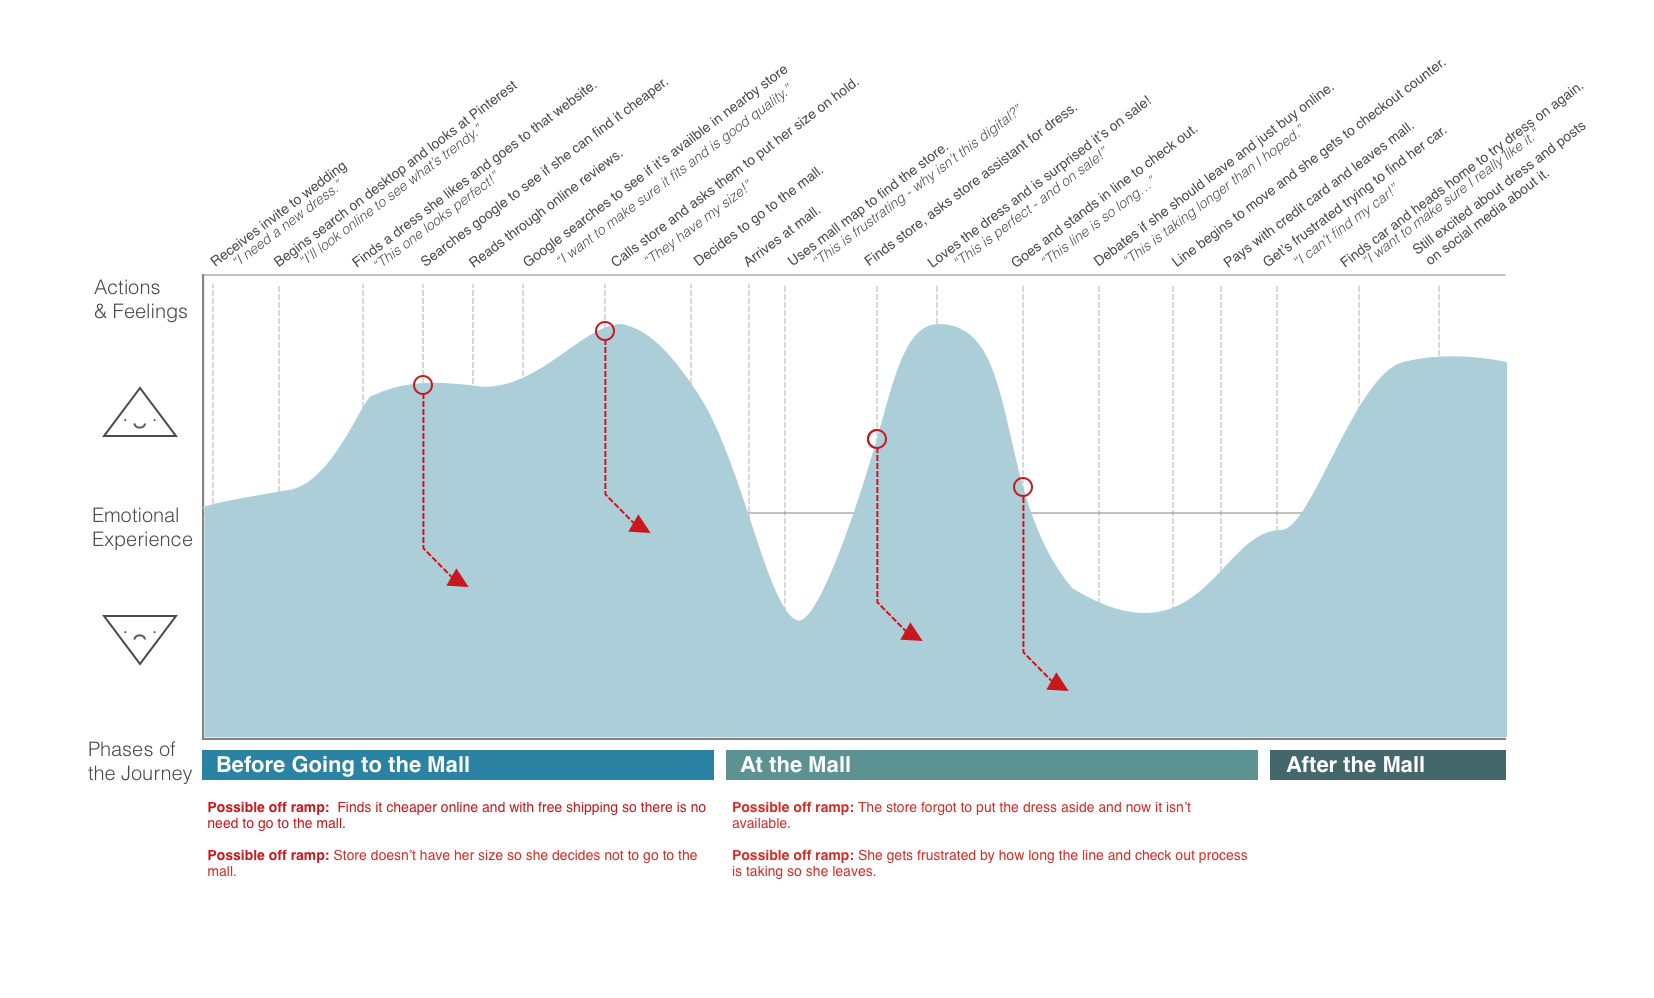 Receives invite to wedding
“I need a new dress.”
Begins search on desktop and looks at Pinterest
“I’ll look online to see what’s trendy.”
Finds a dress she likes and goes to that website.
“This one looks perfect!”
Searches google to see if she can find it cheaper.
Reads through online reviews.
Google searches to see if it’s availble in nearby store
“I want to make sure it fits and is good quality.”
Calls store and asks them to put her size on hold.
“They have my size!”
Decides to go to the mall.
Arrives at mall.
Uses mall map to find the store.
“This is frustrating - why isn’t this digital?”
Finds store, asks store assistant for dress.
Loves the dress and is surprised it’s on sale!
“This is perfect - and on sale!”
Goes and stands in line to check out.
“This line is so long…”
Debates if she should leave and just buy online.
“This is taking longer than I hoped.”
Line begins to move and she gets to checkout counter.
Pays with credit card and leaves mall.
Get’s frustrated trying to find her car.
“I can’t find my car!”
Finds car and heads home to try dress on again.
“I want to make sure I really like it.”
Still excited about dress and posts
on social media about it.
Actions
& Feelings
Emotional
Experience
Phases of
the Journey
Before Going to the Mall
At the Mall
After the Mall
Possible off ramp:  Finds it cheaper online and with free shipping so there is no
need to go to the mall.
Possible off ramp: Store doesn’t have her size so she decides not to go to the
mall.
Possible off ramp: The store forgot to put the dress aside and now it isn’t
available.
Possible off ramp: She gets frustrated by how long the line and check out process
is taking so she leaves.